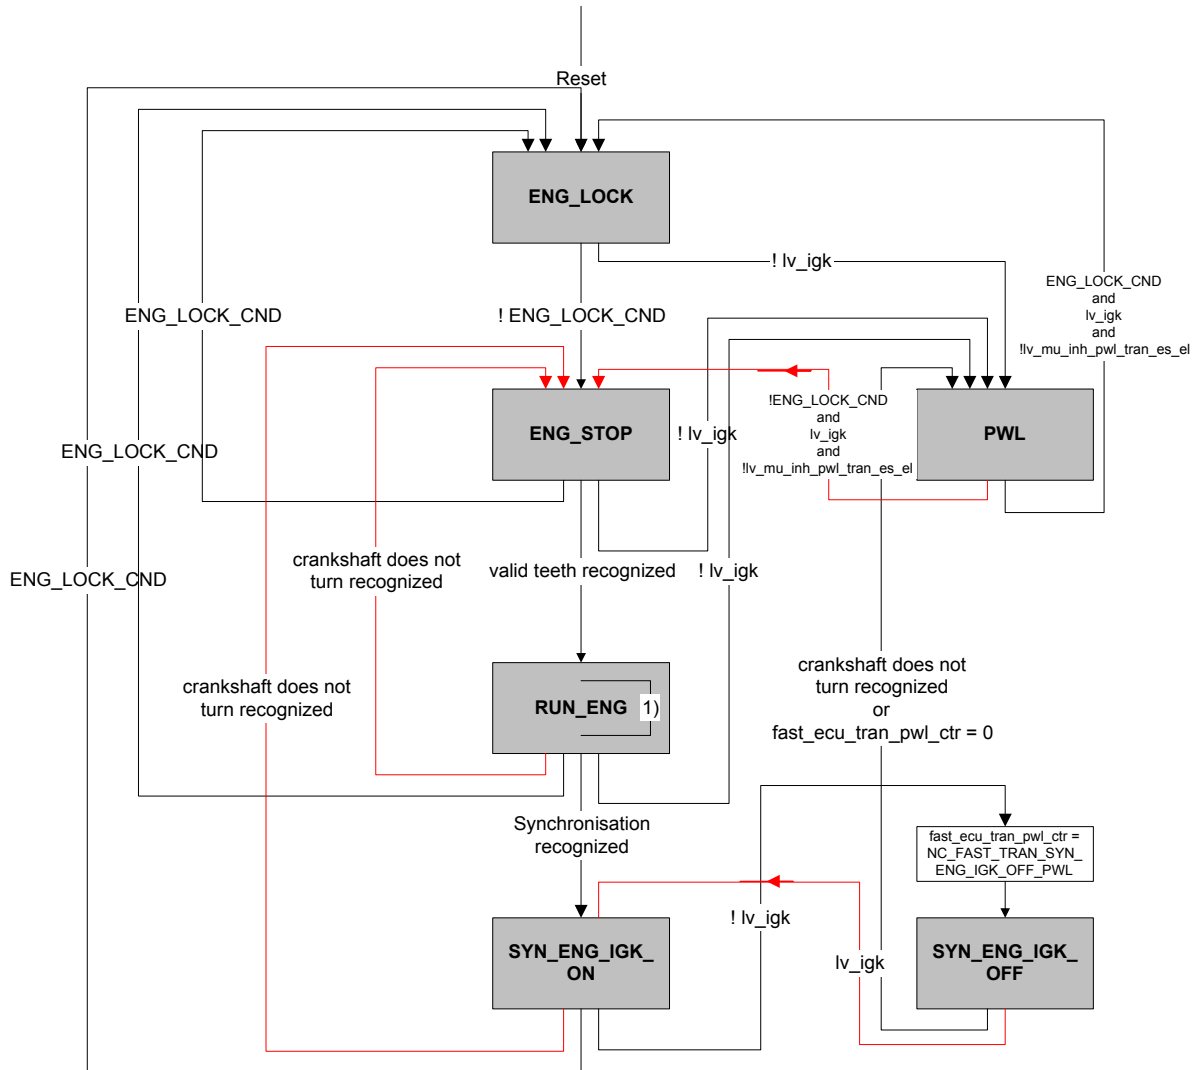 Reset
ENG_LOCK
! lv_igk
ENG_LOCK_CND
and
lv_igk
and
!lv_mu_inh_pwl_tran_es_el
ENG_LOCK_CND
! ENG_LOCK_CND
!ENG_LOCK_CND
and
lv_igk
and
!lv_mu_inh_pwl_tran_es_el
ENG_STOP
! lv_igk
PWL
ENG_LOCK_CND
crankshaft does not
turn recognized
valid teeth recognized
! lv_igk
ENG_LOCK_CND
crankshaft does not
turn recognized
RUN_ENG
1)
crankshaft does not
turn recognized
or
fast_ecu_tran_pwl_ctr = 0
Synchronisation
recognized
fast_ecu_tran_pwl_ctr =
NC_FAST_TRAN_SYN_
ENG_IGK_OFF_PWL
! lv_igk
SYN_ENG_IGK_
ON
lv_igk
SYN_ENG_IGK_
OFF